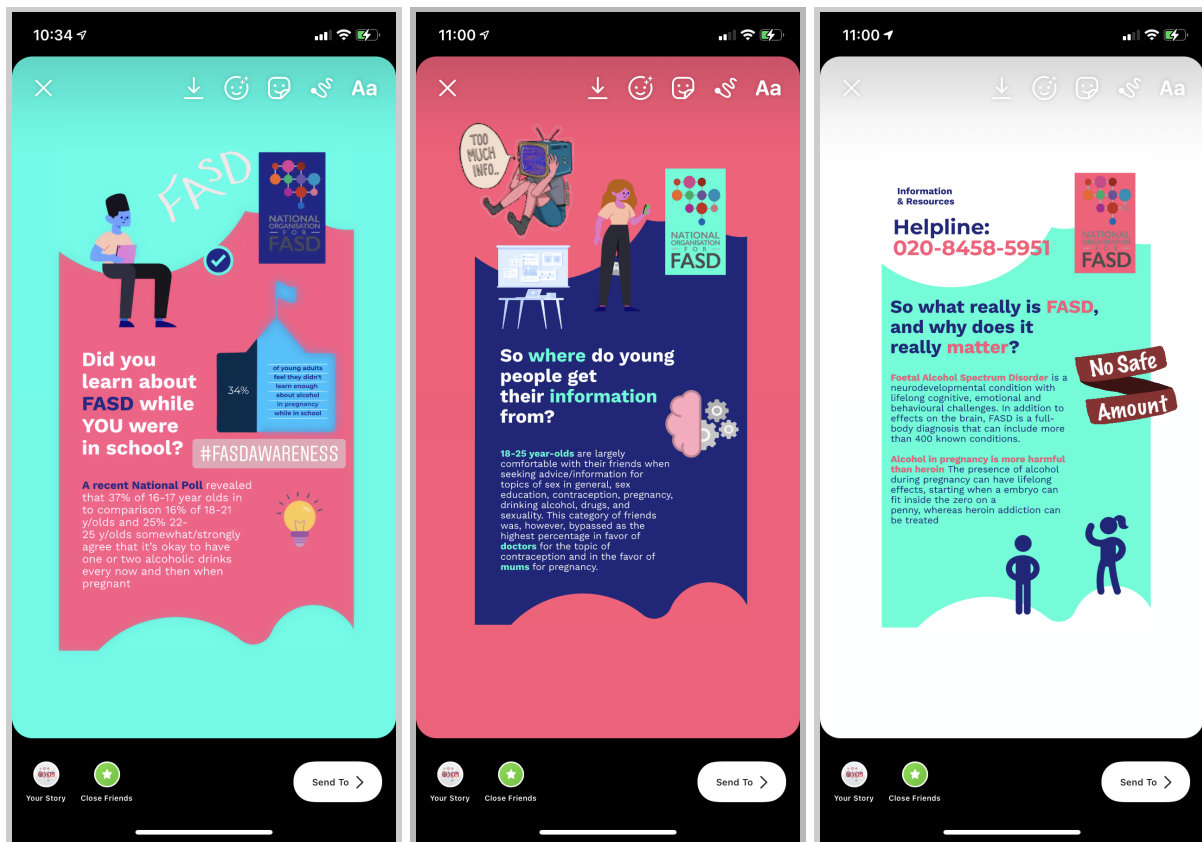 10:34
Aa
FASD
NATIONAL
ORGANISATION
FOR
FASD
Did you
learn about
FASD while
YOU were
in school?
34%
of young adults
feel they didn't
learn enough
about alcohol
in pregnancy
while in school
#FASDAWARENESS
A recent National Poll revealed
that 37% of 16-17 year olds in
to comparison 16% of 18-21
y/olds and 25% 22-
25 y/olds somewhat/strongly
agree that it's okay to have
one or two alcoholic drinks
every now and then when
pregnant
Your Story
Close Friends
Send To
11:00
Aa
TOO
MUCH
INFO..
NATIONAL
ORGANISATION
FOR
FASD
So where do young
people get
their information
from?
18-25 year-olds are largely
comfortable with their friends when
seeking advice/information for
topics of sex in general, sex
education, contraception, pregnancy,
drinking alcohol, drugs, and
sexuality. This category of friends
was, however, bypassed as the
highest percentage in favor of
doctors for the topic of
contraception and in the favor of
mums for pregnancy.
Your Story
Close Friends
Send To
11:00
Aa
Information
& Resources
Helpline:
020-8458-5951
NATIONAL
ORGANISATION
FOR
FASD
So what really is FASD,
and why does it
really matter?
No Safe
Amount
Foetal Alcohol Spectrum Disorder is a
neurodevelopmental condition with
lifelong cognitive, emotional and
behavioural challenges. In addition to
effects on the brain, FASD is a full-
body diagnosis that can include more
than 400 known conditions.
Alcohol in pregnancy is more harmful
than heroin The presence of alcohol
during pregnancy can have lifelong
effects, starting when a embryo can
fit inside the zero on a
penny, whereas heroin addiction can
be treated
Your Story
Close Friends
Send To